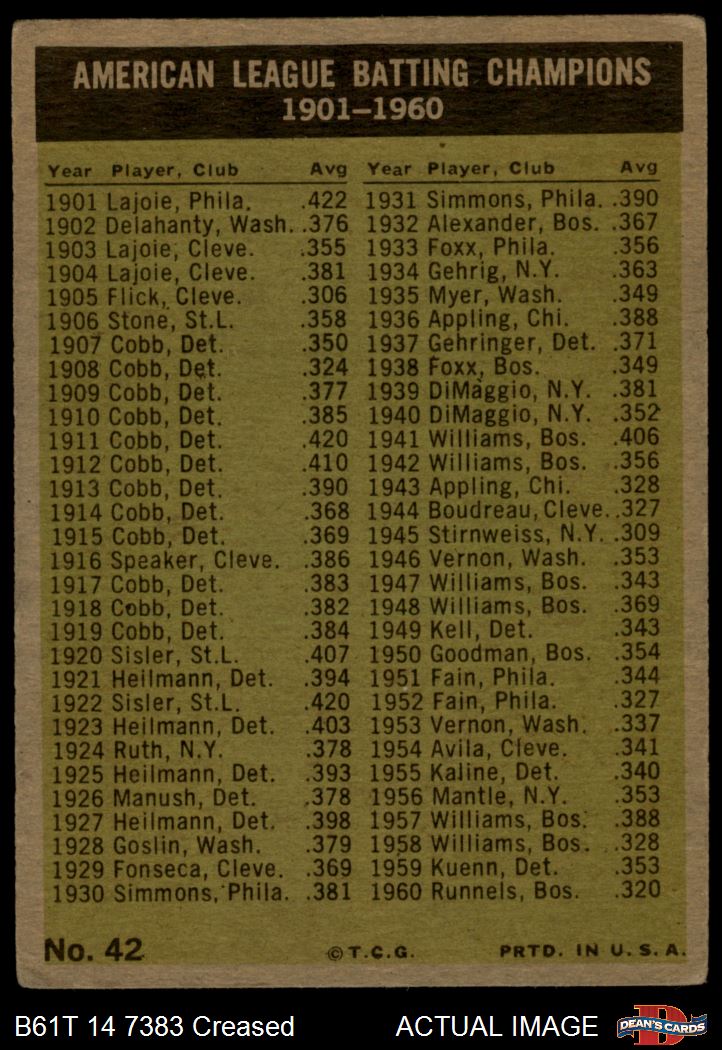 AMERICAN LEAGUE BATTING CHAMPIONS
1901-1960
Year Player, Club Avg
1901 Lajoie, Phila. .422
1902 Delahanty, Wash. .376
1903 Lajoie, Cleve. .355
1904 Lajoie, Cleve. .381
1905 Flick, Cleve. .306
1906 Stone, St.L. .358
1907 Cobb, Det. .350
1908 Cobb, Det. .324
1909 Cobb, Det. .377
1910 Cobb, Det. .385
1911 Cobb, Det. .420
1912 Cobb, Det. .410
1913 Cobb, Det. .390
1914 Cobb, Det. .368
1915 Cobb, Det. .369
1916 Speaker, Cleve. .386
1917 Cobb, Det. .383
1918 Cobb, Det. .382
1919 Cobb, Det. .384
1920 Sisler, St.L. .407
1921 Heilmann, Det. .394
1922 Sisler, St.L. .420
1923 Heilmann, Det. .403
1924 Ruth, N.Y. .378
1925 Heilmann, Det. .393
1926 Manush, Det. .378
1927 Heilmann, Det. .398
1928 Goslin, Wash. .379
1929 Fonseca, Cleve. .369
1930 Simmons, Phila. .381
Year Player, Club Avg
1931 Simmons, Phila. .390
1932 Alexander, Bos. .367
1933 Foxx, Phila. .356
1934 Gehrig, N.Y. .363
1935 Myer, Wash. .349
1936 Appling, Chi. .388
1937 Gehringer, Det. .371
1938 Foxx, Bos. .349
1939 DiMaggio, N.Y. .381
1940 DiMaggio, N.Y. .352
1941 Williams, Bos. .406
1942 Williams, Bos. .356
1943 Appling, Chi. .328
1944 Boudreau, Cleve. .327
1945 Stirnweiss, N.Y. .309
1946 Vernon, Wash. .353
1947 Williams, Bos. .343
1948 Williams, Bos. .369
1949 Kell, Det. .343
1950 Goodman, Bos. .354
1951 Fain, Phila. .344
1952 Fain, Phila. .327
1953 Vernon, Wash. .337
1954 Avila, Cleve. .341
1955 Kaline, Det. .340
1956 Mantle, N.Y. .353
1957 Williams, Bos. .388
1958 Williams, Bos. .328
1959 Kuenn, Det. .353
1960 Runnels, Bos. .320
No. 42 © T.C.G. PRTD. IN U.S.A.
B61T 14 7383 Creased ACTUAL IMAGE
D
DEAN'S CARDS